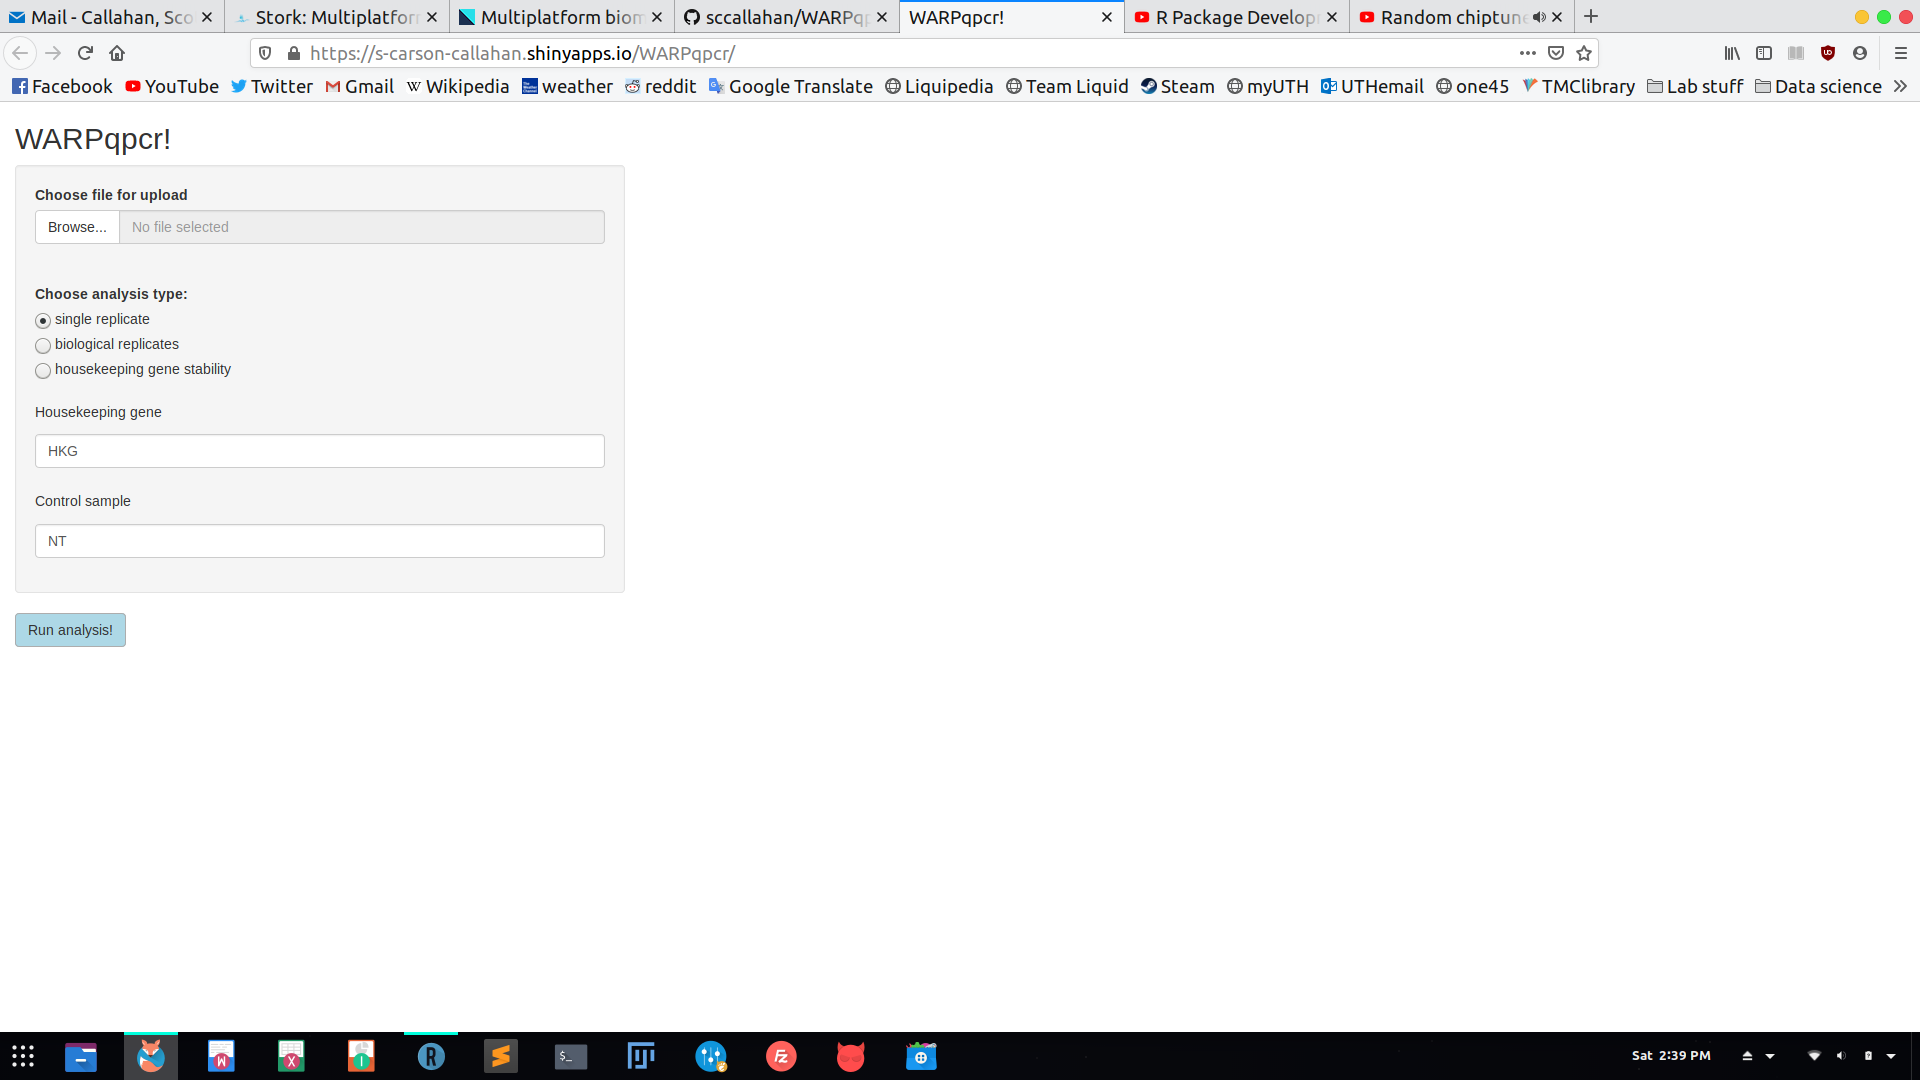 Mail - Callahan, Sco
Stork: Multiplatfor
Multiplatform biom
sccallahan/WARPqp
WARPqpcr!
R Package Develop
Random chiptune
https://s-carson-callahan.shinyapps.io/WARPqpcr/
Facebook YouTube Twitter Gmail Wikipedia weather reddit Google Translate Liquipedia Team Liquid Steam myUTH UTHemail one45 TMClibrary Lab stuff Data science
WARPqpcr!
Choose file for upload
Browse... No file selected
Choose analysis type:
single replicate
biological replicates
housekeeping gene stability
Housekeeping gene
HKG
Control sample
NT
Run analysis!
Sat 2:39 PM